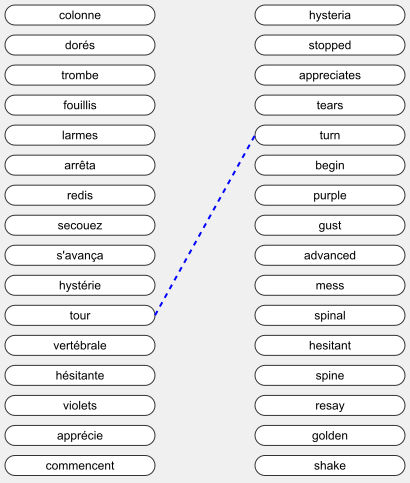 colonne hysteria
dorés stopped
trombe appreciates
fouillis tears
larmes turn
arrêta begin
redis purple
secouez gust
s'avança advanced
hystérie mess
tour spinal
vertébrale hesitant
hésitante spine
violets resay
apprécie golden
commencent shake